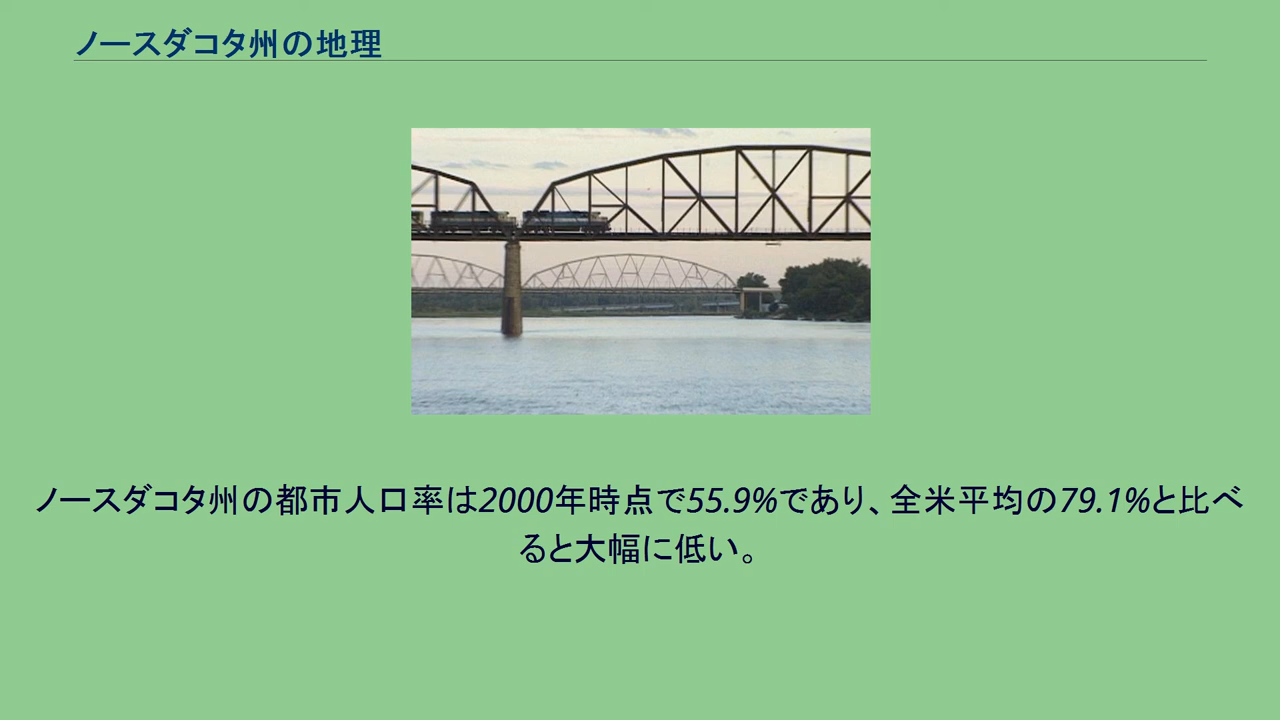 ノースダコタ州の地理
ノースダコタ州の都市人口率は2000年時点で55.9%であり、全米平均の79.1%と比べ
ると大幅に低い。